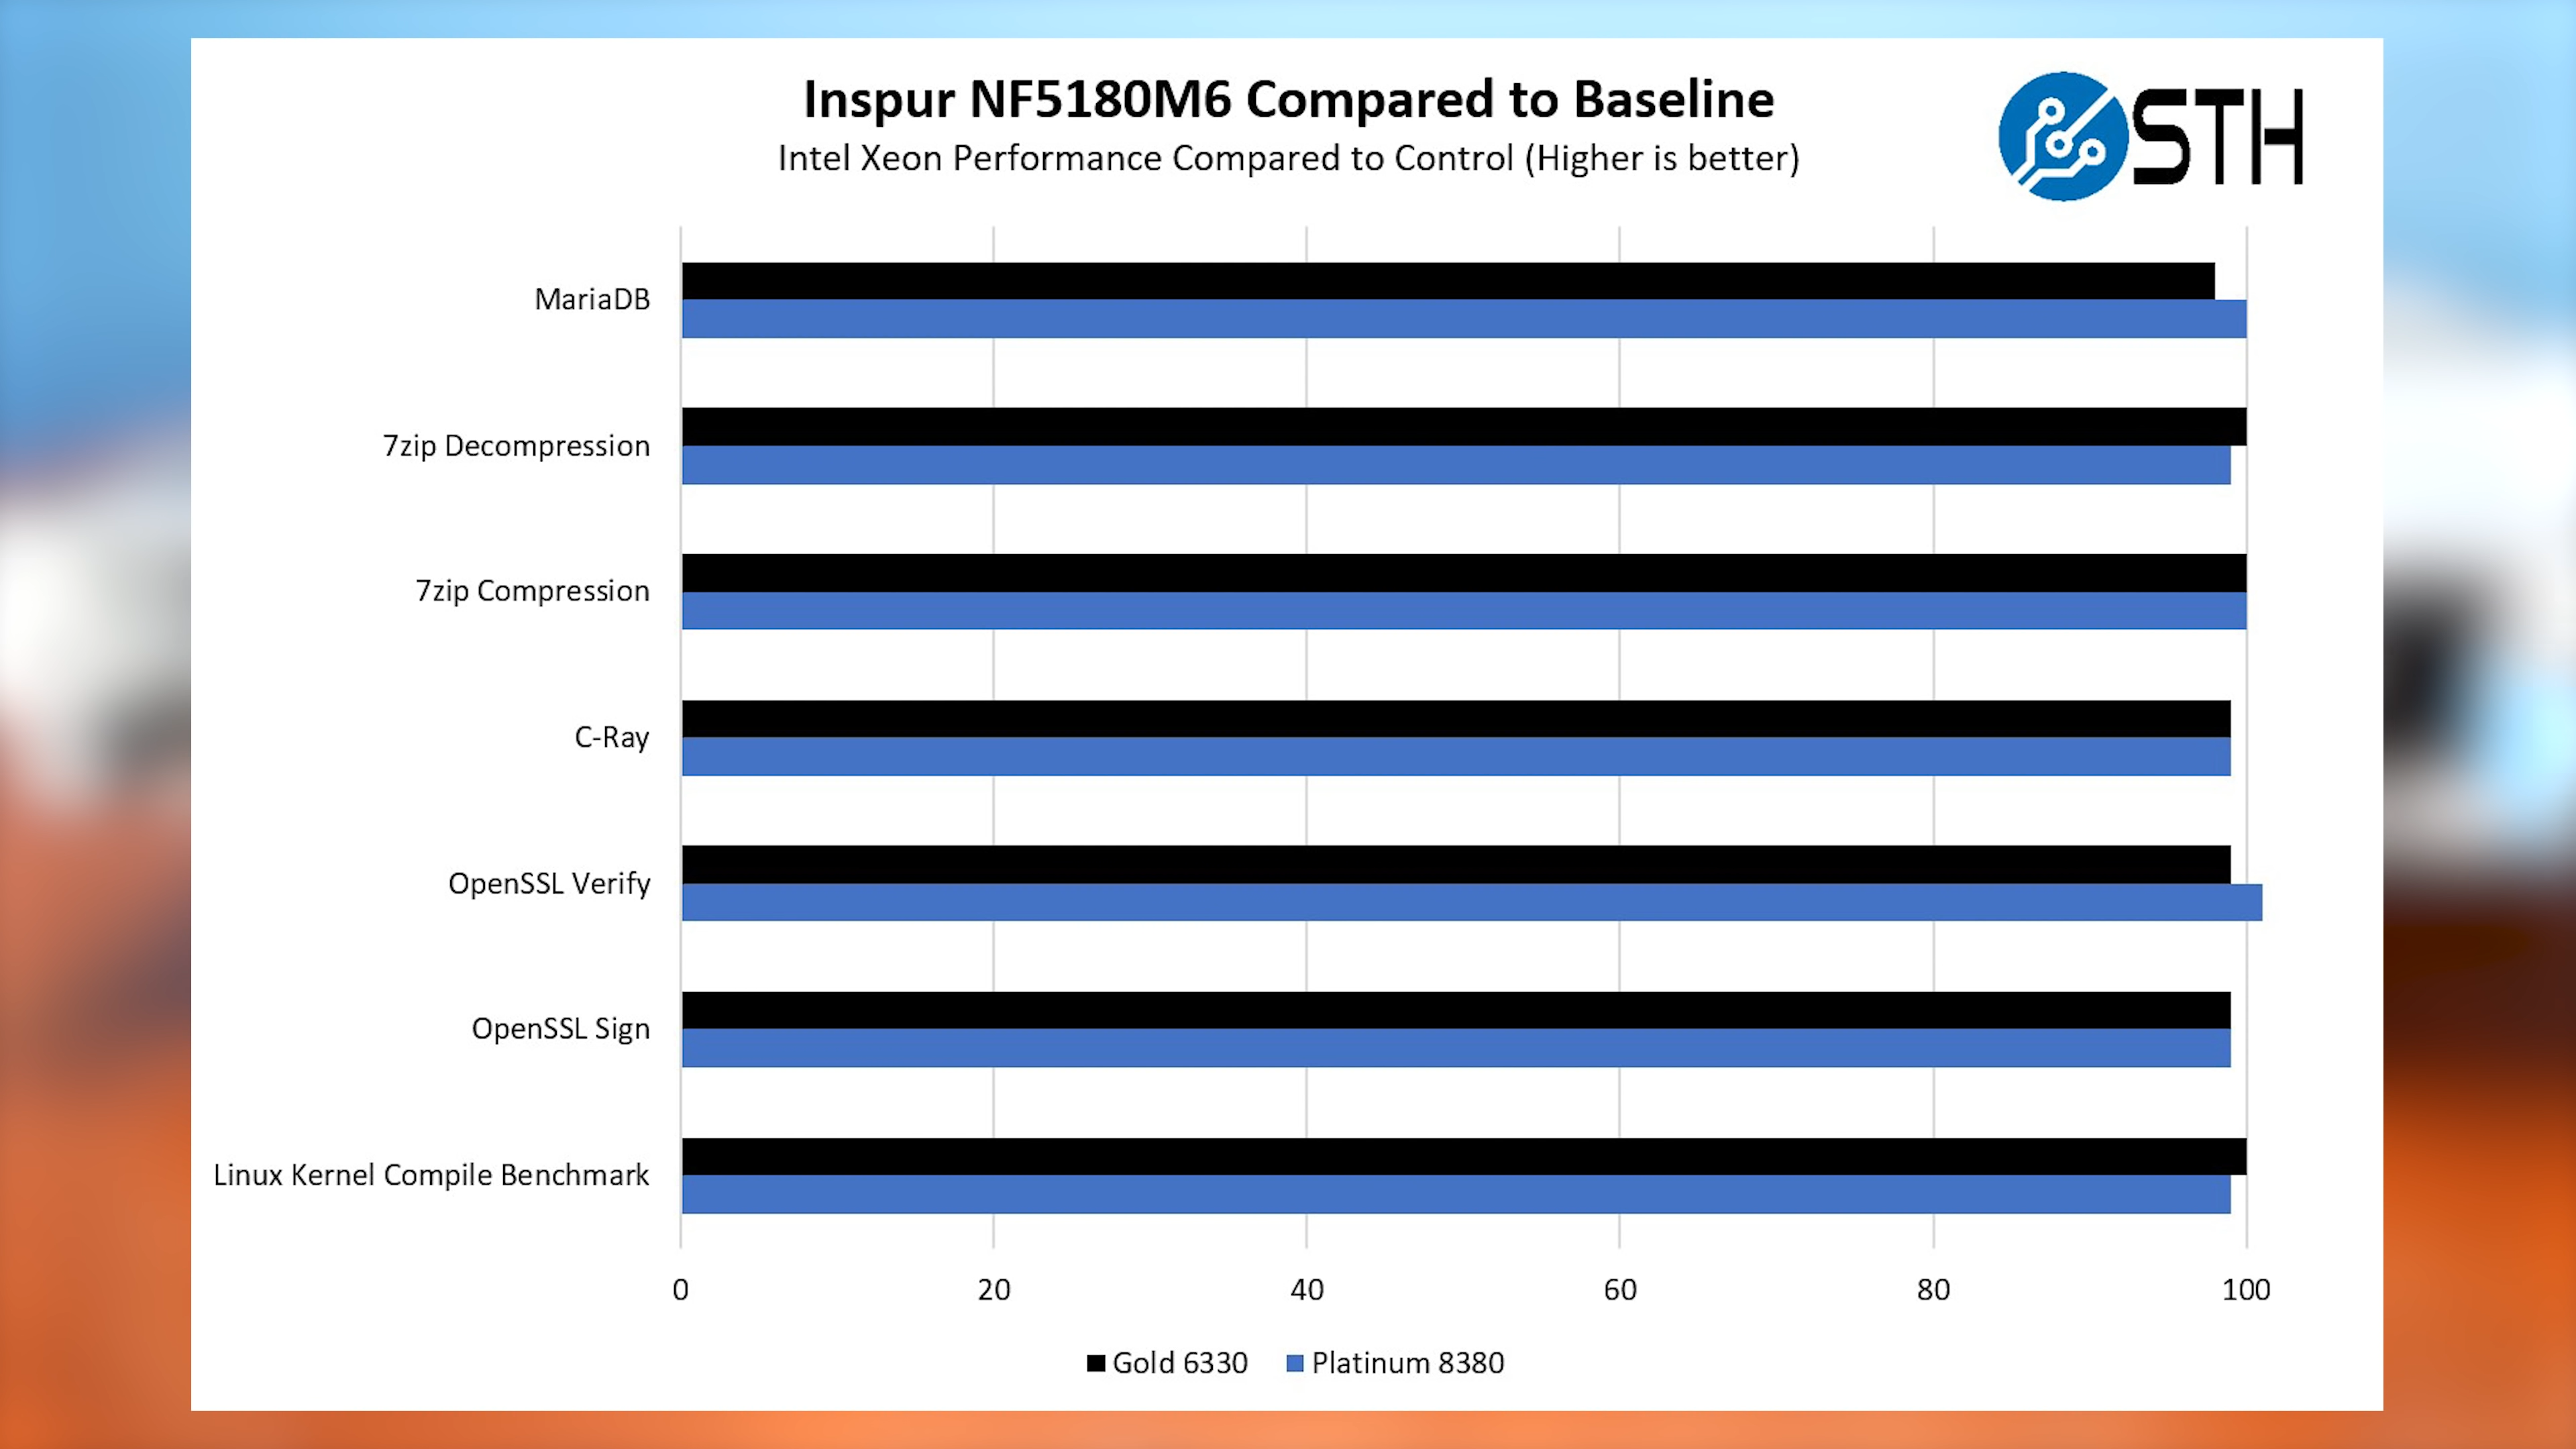 Inspur NF5180M6 Compared to Baseline
Intel Xeon Performance Compared to Control (Higher is better)
STH
MariaDB
7zip Decompression
7zip Compression
C-Ray
OpenSSL Verify
OpenSSL Sign
Linux Kernel Compile Benchmark
0 20 40 60 80 100
Gold 6330 Platinum 8380